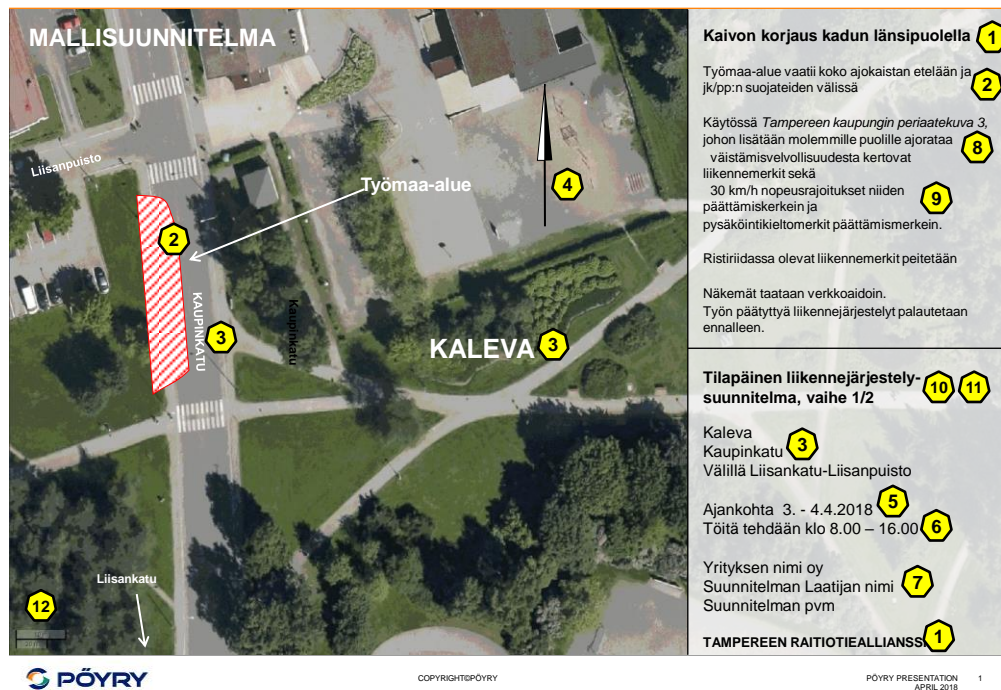 MALLISUUNNITELMA
Liisanpuisto
Työmaa-alue
4
2
KAUPINKATU
3
Kaupinkatu
KALEVA 3
Liisankatu
12
Kaivon korjaus kadun länsipuolella 1
Työmaa-alue vaatii koko ajokaistan etelään ja 2
jk/pp:n suojateiden välissä
Käytössä Tampereen kaupungin periaatekuva 3,
johon lisätään molemmille puolille ajorataa 8
väistämisvelvollisuudesta kertovat
liikennemerkit sekä
30 km/h nopeusrajoitukset niiden 9
päättämiskerkein ja
pysäköintikieltomerkit päättämismerkein.
Ristiriidassa olevat liikennemerkit peitetään
Näkemät taataan verkkoaidoin.
Työn päätyttyä liikennejärjestelyt palautetaan
ennalleen.
Tilapäinen liikennejärjestely- 10 11
suunnitelma, vaihe 1/2
Kaleva
Kaupinkatu 3
Välillä Liisankatu-Liisanpuisto
Ajankohta 3. - 4.4.2018 5
Töitä tehdään klo 8.00 – 16.00 6
Yrityksen nimi oy
Suunnitelman Laatijan nimi 7
Suunnitelman pvm
TAMPEREEN RAITIOTIEALLIANSSI 1
PÖYRY
COPYRIGHT©PÖYRY
PÖYRY PRESENTATION 1
APRIL 2018